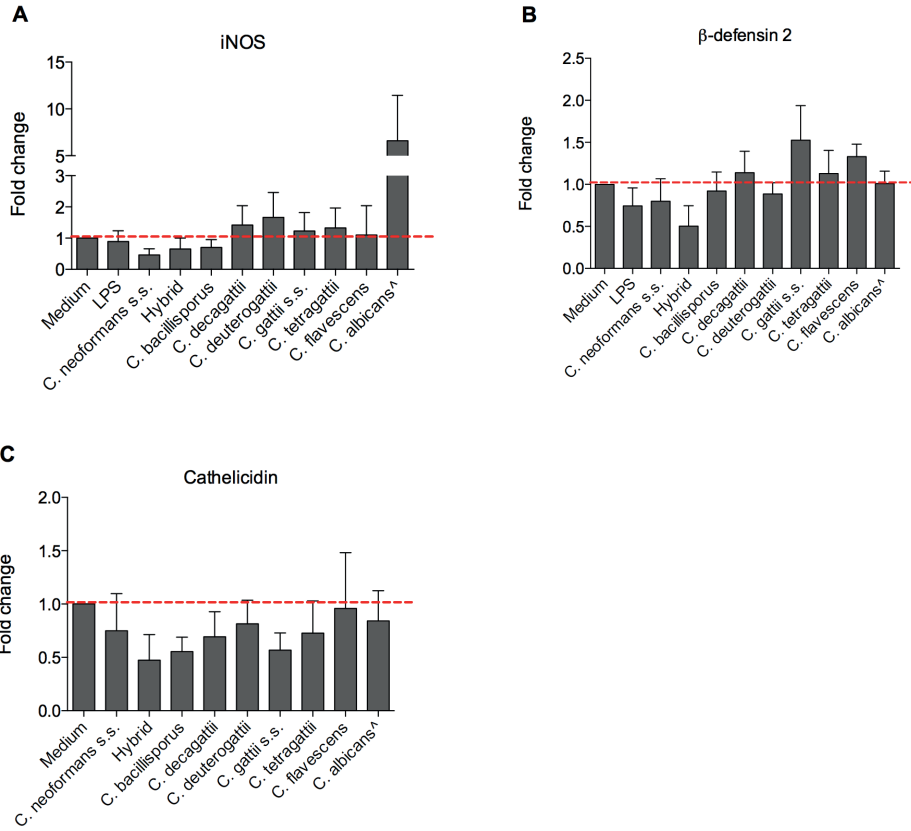 A
iNOS
Fold change
15
10
5
3
2
1
0
Medium
LPS
C. neoformans s.s.
Hybrid
C. bacillisporus
C. decagattii
C. deuterogattii
C. gattii s.s.
C. tetragattii
C. flavescens
C. albicans^
B
β-defensin 2
Fold change
2.5
2.0
1.5
1.0
0.5
0.0
Medium
LPS
C. neoformans s.s.
Hybrid
C. bacillisporus
C. decagattii
C. deuterogattii
C. gattii s.s.
C. tetragattii
C. flavescens
C. albicans^
C
Cathelicidin
Fold change
2.0
1.5
1.0
0.5
0.0
Medium
C. neoformans s.s.
Hybrid
C. bacillisporus
C. decagattii
C. deuterogattii
C. gattii s.s.
C. tetragattii
C. flavescens
C. albicans^